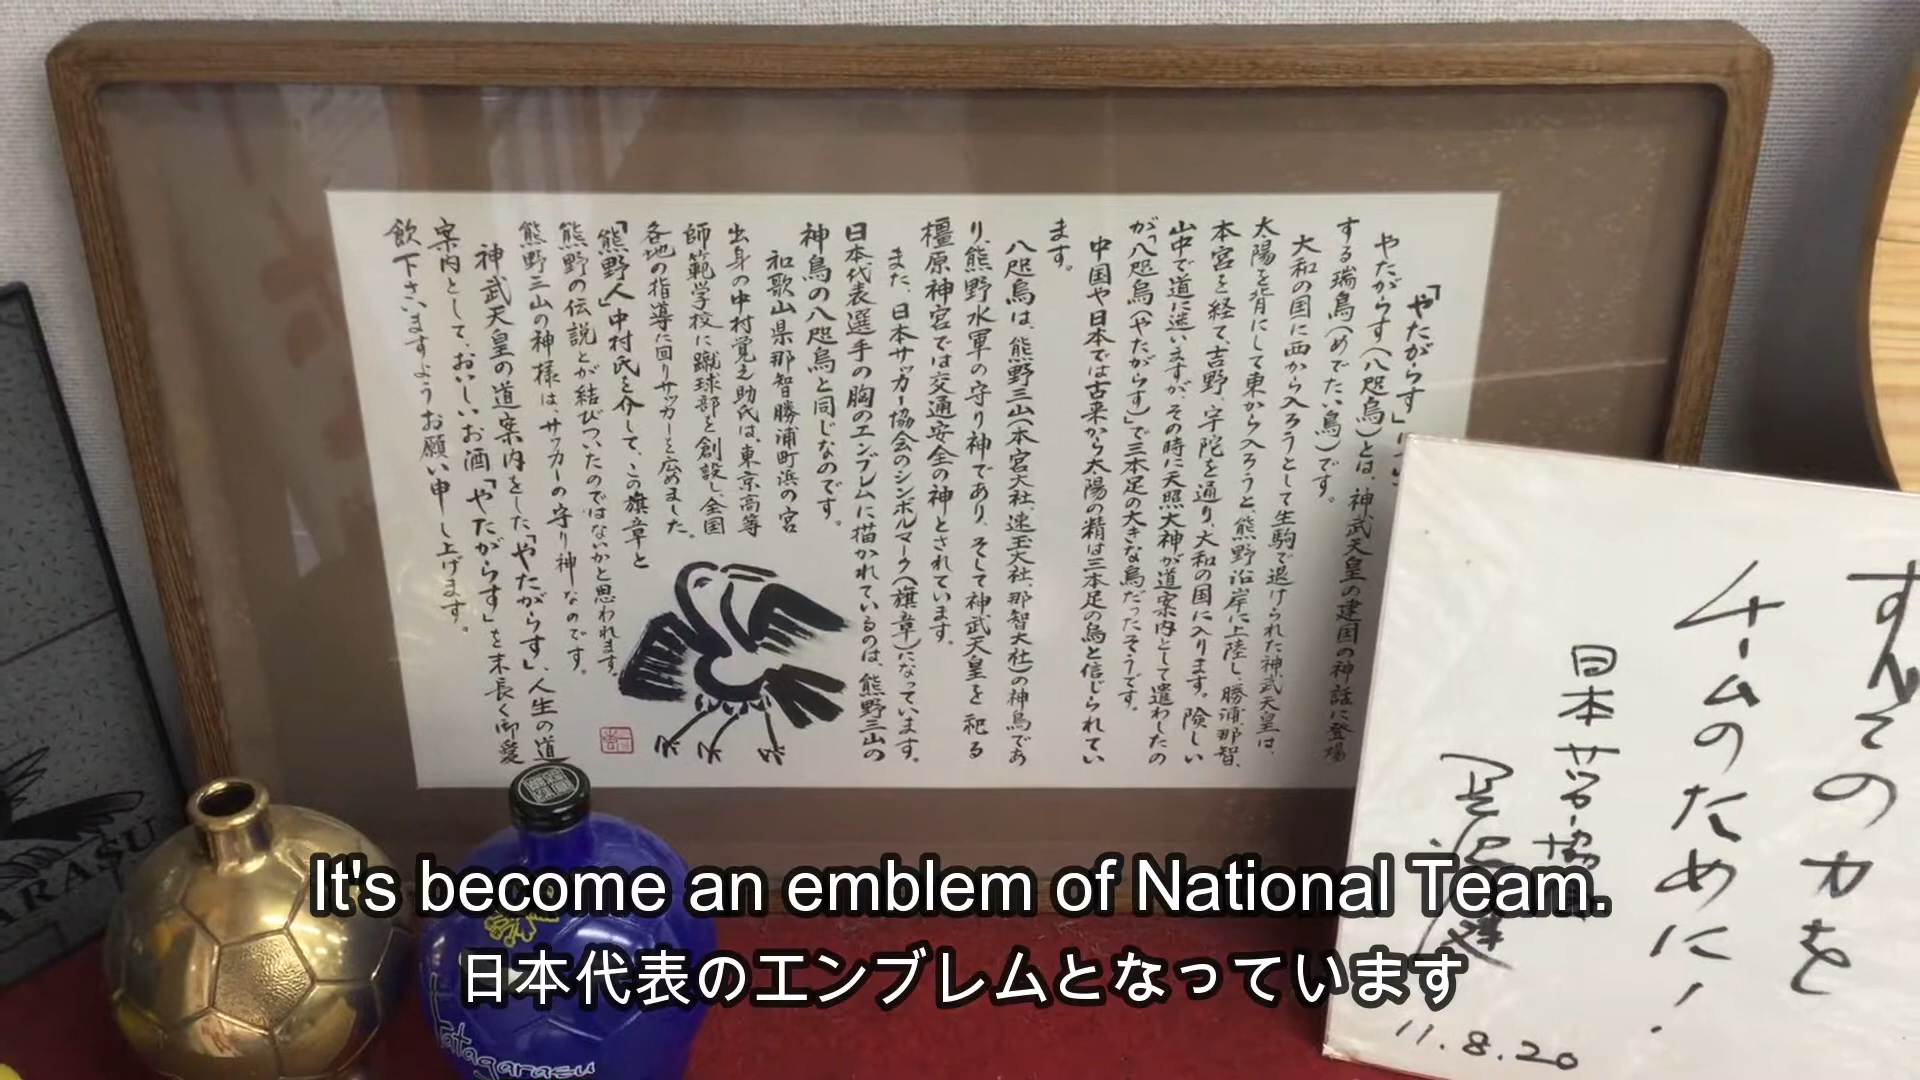 「やたがらす」
やたがらす(八咫烏)とは、神武天皇の建国の神話に登場
する瑞鳥(めでたい鳥)です。
大和の国に西から入ろうとして生駒で退けられた神武天皇は、
太陽を背にして東から入ろうと、熊野沿岸に上陸し、勝浦、那智、
本宮を経て、吉野、宇陀を通り、大和の国に入ります。険しい
山中で道に迷いますが、その時に天照大神が道案内として遣わしたの
が「八咫烏(やたがらす)」で三本足の大きな烏だったそうです。
中国や日本では古来から太陽の精は三本足の烏と信じられてい
ます。
八咫烏は、熊野三山(本宮大社、速玉大社、那智大社)の神鳥であ
り、熊野水軍の守り神であり、そして神武天皇を祀る
橿原神宮では交通安全の神とされています。
また、日本サッカー協会のシンボルマーク(旗章)になっています。
日本代表選手の胸のエンブレムに描かれているのは、熊野三山の
神鳥の八咫烏と同じなのです。
和歌山県那智勝浦町浜の宮
出身の中村覚之助氏は、東京高等
師範学校に蹴球部を創設し、全国
各地の指導に回りサッカーを広めました。
「熊野人」中村氏を介して、この旗章と
熊野の伝説とが結びついたのではないかと思われます。
熊野三山の神様は、サッカーの守り神なのです。
神武天皇の道案内をした「やたがらす」、人生の道
案内として、おいしいお酒「やたがらす」を末長く御愛
飲下さいますようお願い申し上げます。
すべての力を
チームのために!
日本サッカー協会
11.8.20
ARASU
Yatagarasu
It's become an emblem of National Team.
日本代表のエンブレムとなっています